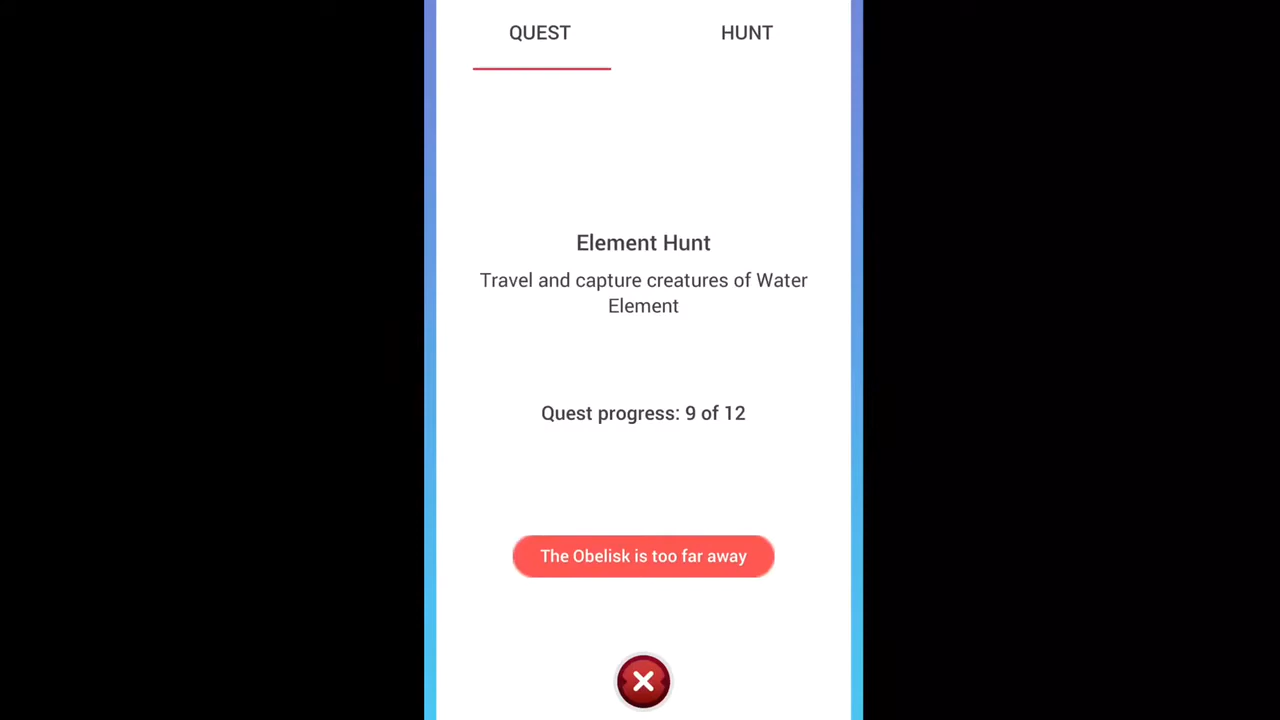 QUEST
HUNT
Element Hunt
Travel and capture creatures of Water
Element
Quest progress: 9 of 12
The Obelisk is too far away